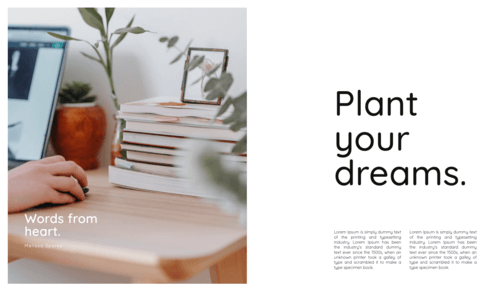 Words from
heart.
Plant
your
dreams.
Lorem Ipsum is simply dummy text
of the printing and typesetting
industry. Lorem Ipsum has been
the industry's standard dummy
text ever since the 1500s, when an
unknown printer took a galley of
type and scrambled it to make a
type specimen book.
Lorem Ipsum is simply dummy text
of the printing and typesetting
industry. Lorem Ipsum has been
the industry's standard dummy
text ever since the 1500s, when an
unknown printer took a galley of
type and scrambled it to make a
type specimen book.